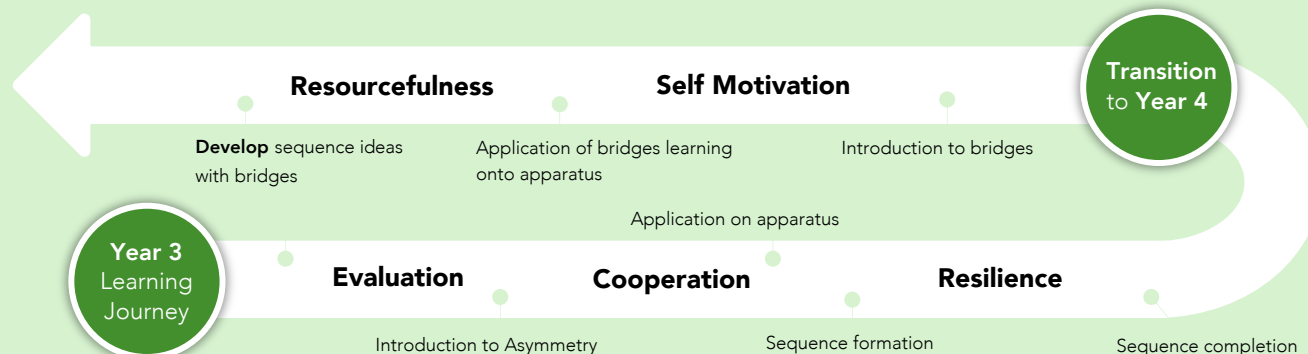 Resourcefulness
Self Motivation
Transition
to Year 4
Develop sequence ideas
with bridges
Application of bridges learning
onto apparatus
Introduction to bridges
Application on apparatus
Year 3
Learning
Journey
Evaluation
Cooperation
Resilience
Introduction to Asymmetry
Sequence formation
Sequence completion